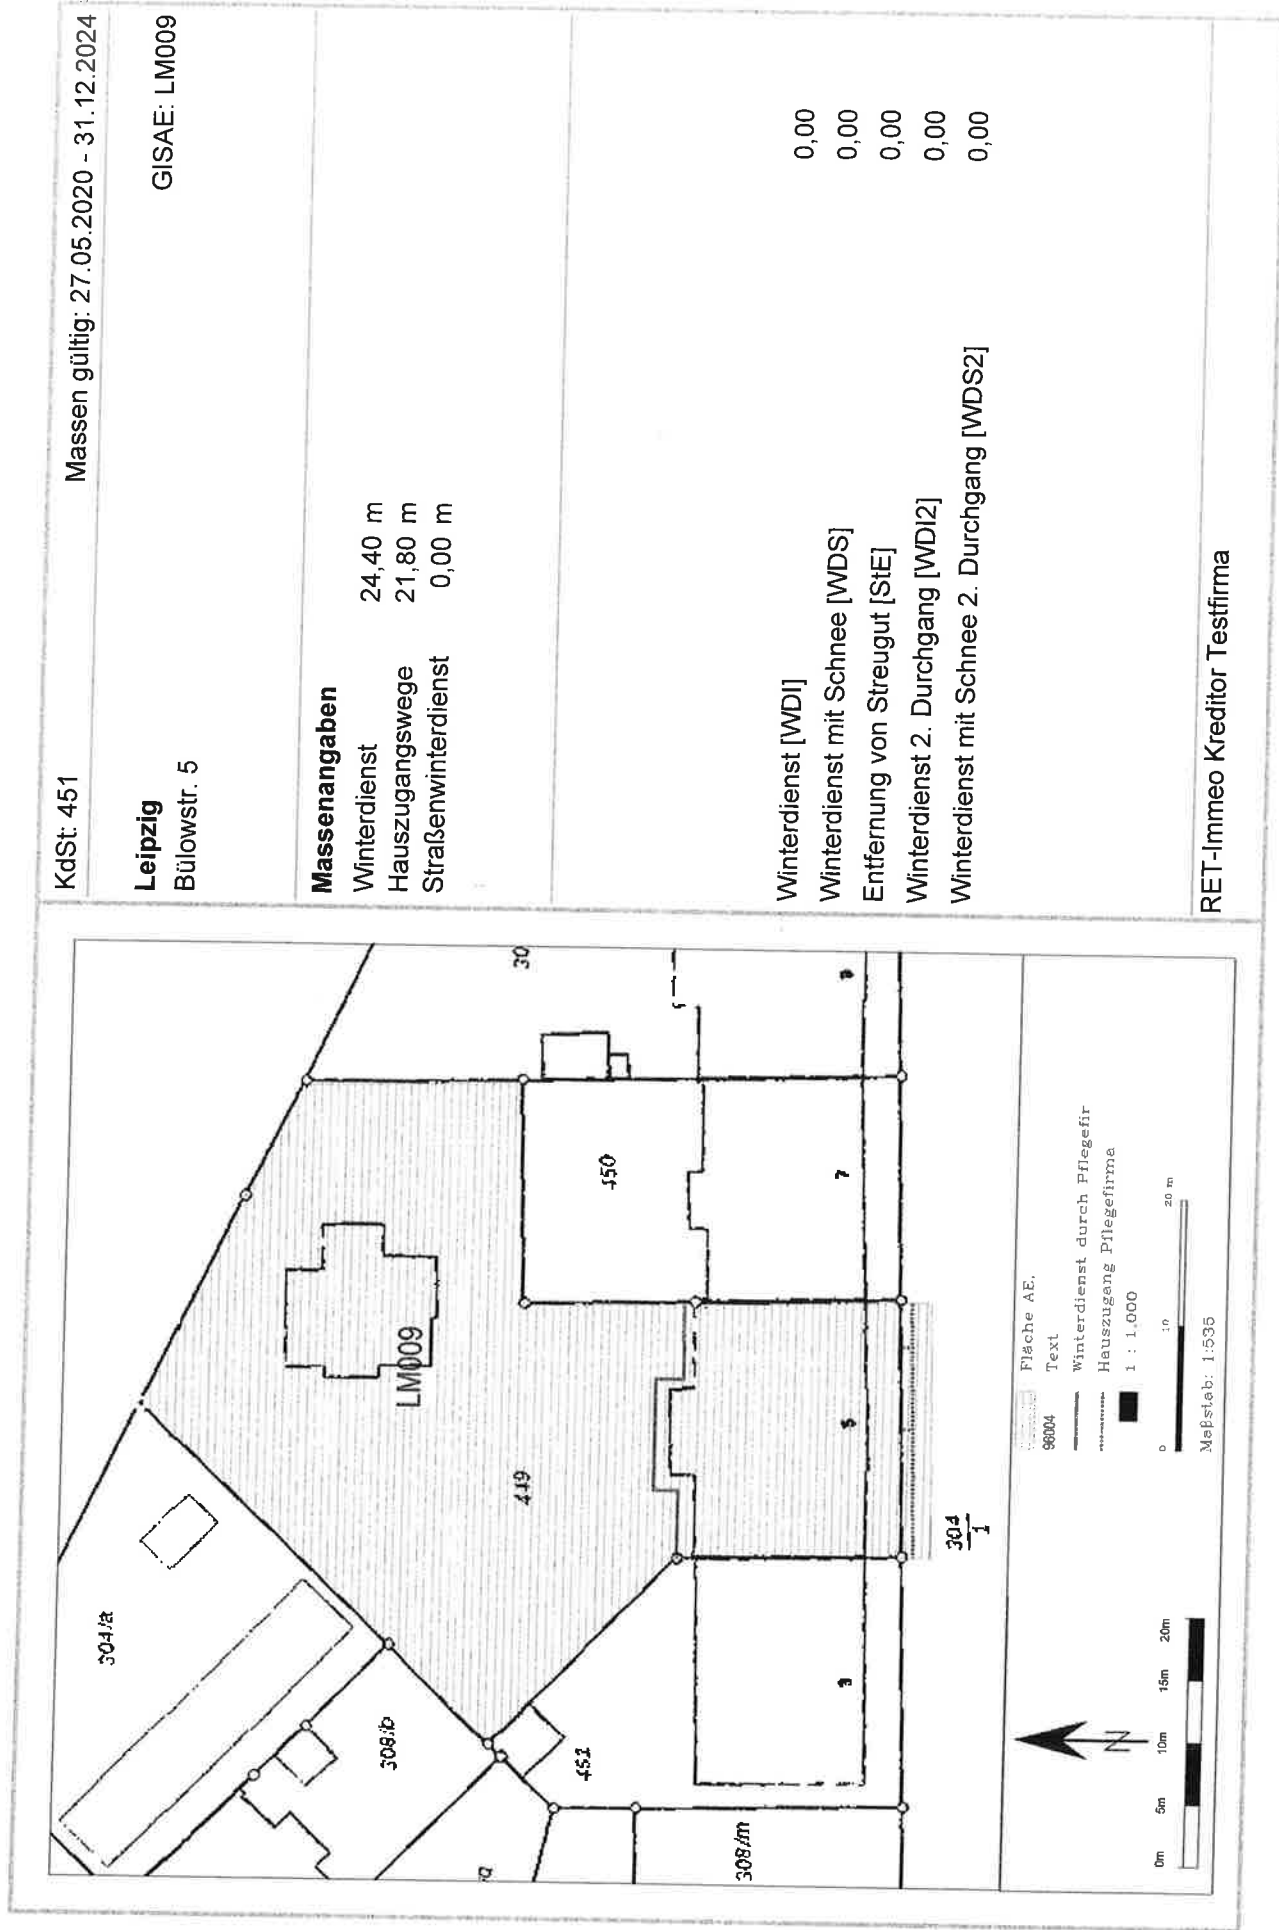 KdSt: 451 Massen gültig: 27.05.2020 - 31.12.2024
Leipzig GISAE: LM009
Bülowstr. 5
Massenangaben
Winterdienst 24,40 m
Hauszugangswege 21,80 m
Straßenwinterdienst 0,00 m
Winterdienst [WDI] 0,00
Winterdienst mit Schnee [WDS] 0,00
Entfernung von Streugut [StE] 0,00
Winterdienst 2. Durchgang [WDI2] 0,00
Winterdienst mit Schnee 2. Durchgang [WDS2] 0,00
RET-Immeo Kreditor Testfirma
304/a
308/b
LM009
449
450
30
451
308/m
3
5
7
304
1
Fläche AE.
96004 Text
Winterdienst durch Pflegefir
Hauszugang Pflegefirma
1 : 1.000
N
0m 5m 10m 15m 20m
0 10 20 m
Maßstab: 1:535